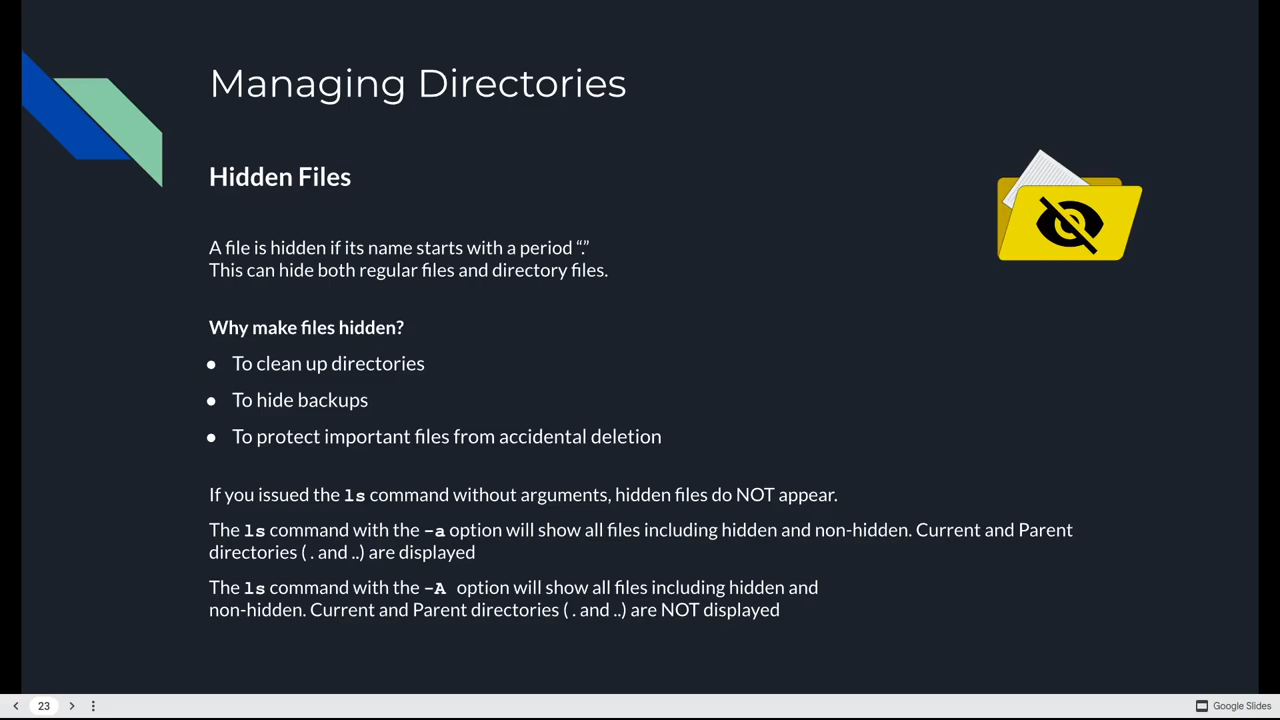 Managing Directories
Hidden Files
A file is hidden if its name starts with a period “.”
This can hide both regular files and directory files.
Why make files hidden?
● To clean up directories
● To hide backups
● To protect important files from accidental deletion
If you issued the ls command without arguments, hidden files do NOT appear.
The ls command with the -a option will show all files including hidden and non-hidden. Current and Parent
directories ( . and ..) are displayed
The ls command with the -A option will show all files including hidden and
non-hidden. Current and Parent directories ( . and ..) are NOT displayed
23
Google Slides